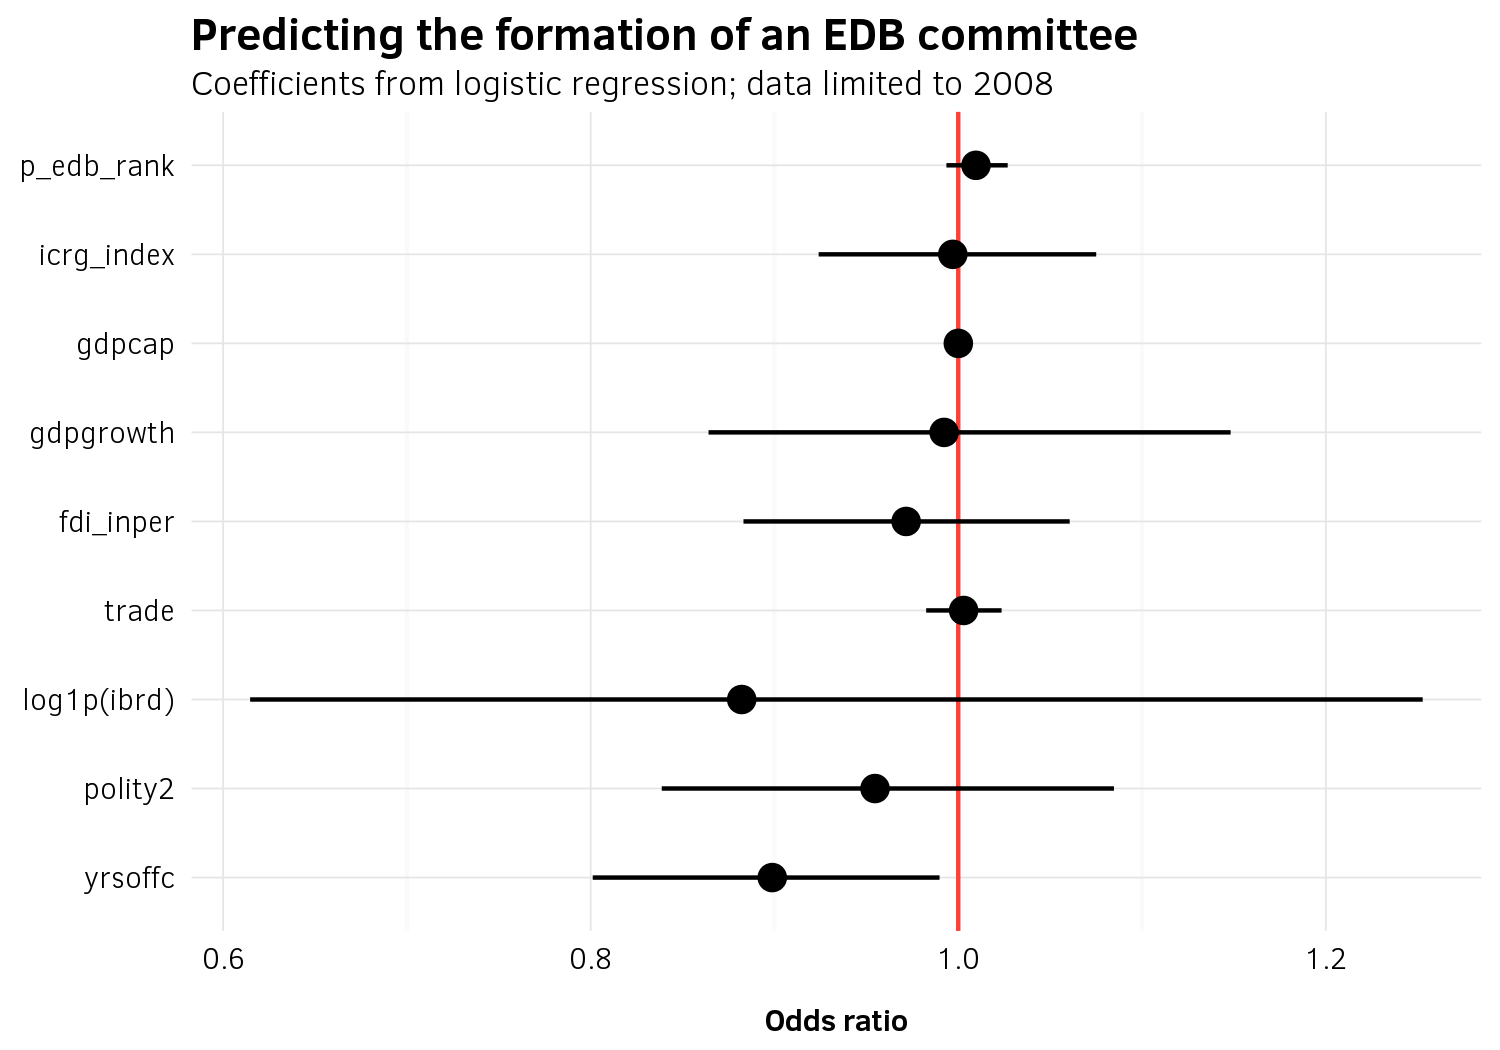 Predicting the formation of an EDB committee
Coefficients from logistic regression; data limited to 2008
p_edb_rank
icrg_index
gdpcap
gdpgrowth
fdi_inper
trade
log1p(ibrd)
polity2
yrsoffc
0.6 0.8 1.0 1.2
Odds ratio